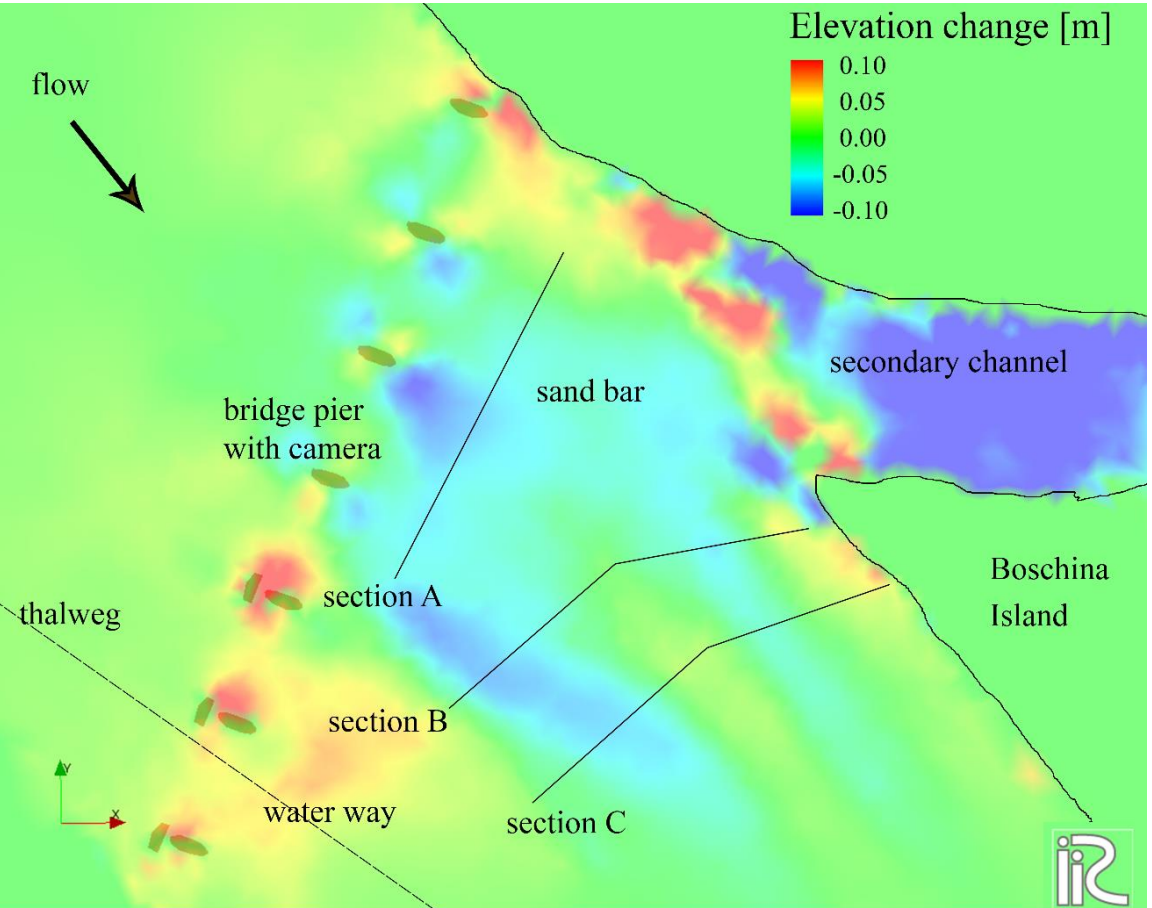 Elevation change [m]
0.10
0.05
0.00
-0.05
-0.10
flow
secondary channel
sand bar
bridge pier
with camera
section A
Boschina
Island
thalweg
section B
water way
section C
Y
X
iRiC